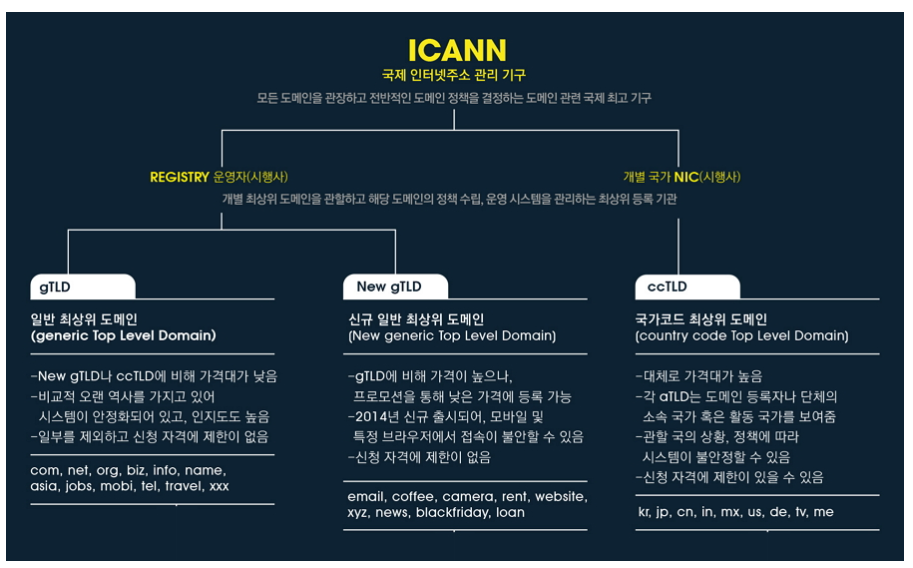 ICANN
국제 인터넷주소 관리 기구
모든 도메인을 관장하고 전반적인 도메인 정책을 결정하는 도메인 관련 국제 최고 기구
REGISTRY 운영자(시행사)
개별 국가 NIC(시행사)
개별 최상위 도메인을 관할하고 해당 도메인의 정책 수립, 운영 시스템을 관리하는 최상위 등록 기관
gTLD
일반 최상위 도메인
(generic Top Level Domain)
-New gTLD나 ccTLD에 비해 가격대가 낮음
-비교적 오랜 역사를 가지고 있어
시스템이 안정화되어 있고, 인지도도 높음
-일부를 제외하고 신청 자격에 제한이 없음
com, net, org, biz, info, name,
asia, jobs, mobi, tel, travel, xxx
New gTLD
신규 일반 최상위 도메인
(New generic Top Level Domain)
-gTLD에 비해 가격이 높으나,
프로모션을 통해 낮은 가격에 등록 가능
-2014년 신규 출시되어, 모바일 및
특정 브라우저에서 접속이 불안할 수 있음
-신청 자격에 제한이 없음
email, coffee, camera, rent, website,
xyz, news, blackfriday, loan
ccTLD
국가코드 최상위 도메인
(country code Top Level Domain)
-대체로 가격대가 높음
-각 aTLD는 도메인 등록자나 단체의
소속 국가 혹은 활동 국가를 보여줌
-관할 국의 상황, 정책에 따라
시스템이 불안정할 수 있음
-신청 자격에 제한이 있을 수 있음
kr, jp, cn, in, mx, us, de, tv, me